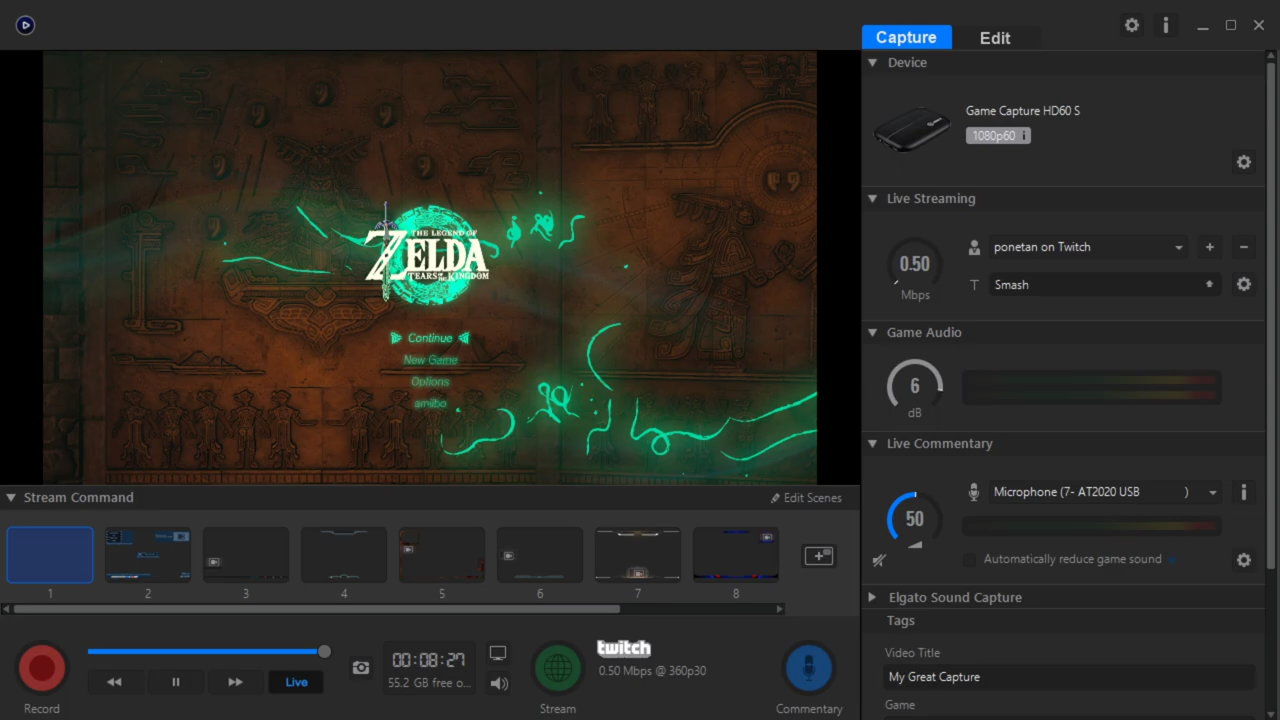 Capture
Edit
Device
Game Capture HD60 S
1080p60 i
Live Streaming
0.50
Mbps
ponetan on Twitch
T Smash
Game Audio
6
dB
Live Commentary
50
Microphone (7- AT2020 USB )
Automatically reduce game sound
Elgato Sound Capture
Tags
Video Title
My Great Capture
Game
THE LEGEND OF
ZELDA
TEARS OF THE KINGDOM
Continue
New Game
Options
amiibo
Stream Command
Edit Scenes
1 2 3 4 5 6 7 8
Record
Live
00:08:27
55.2 GB free o...
Stream
twitch
0.50 Mbps @ 360p30
Commentary